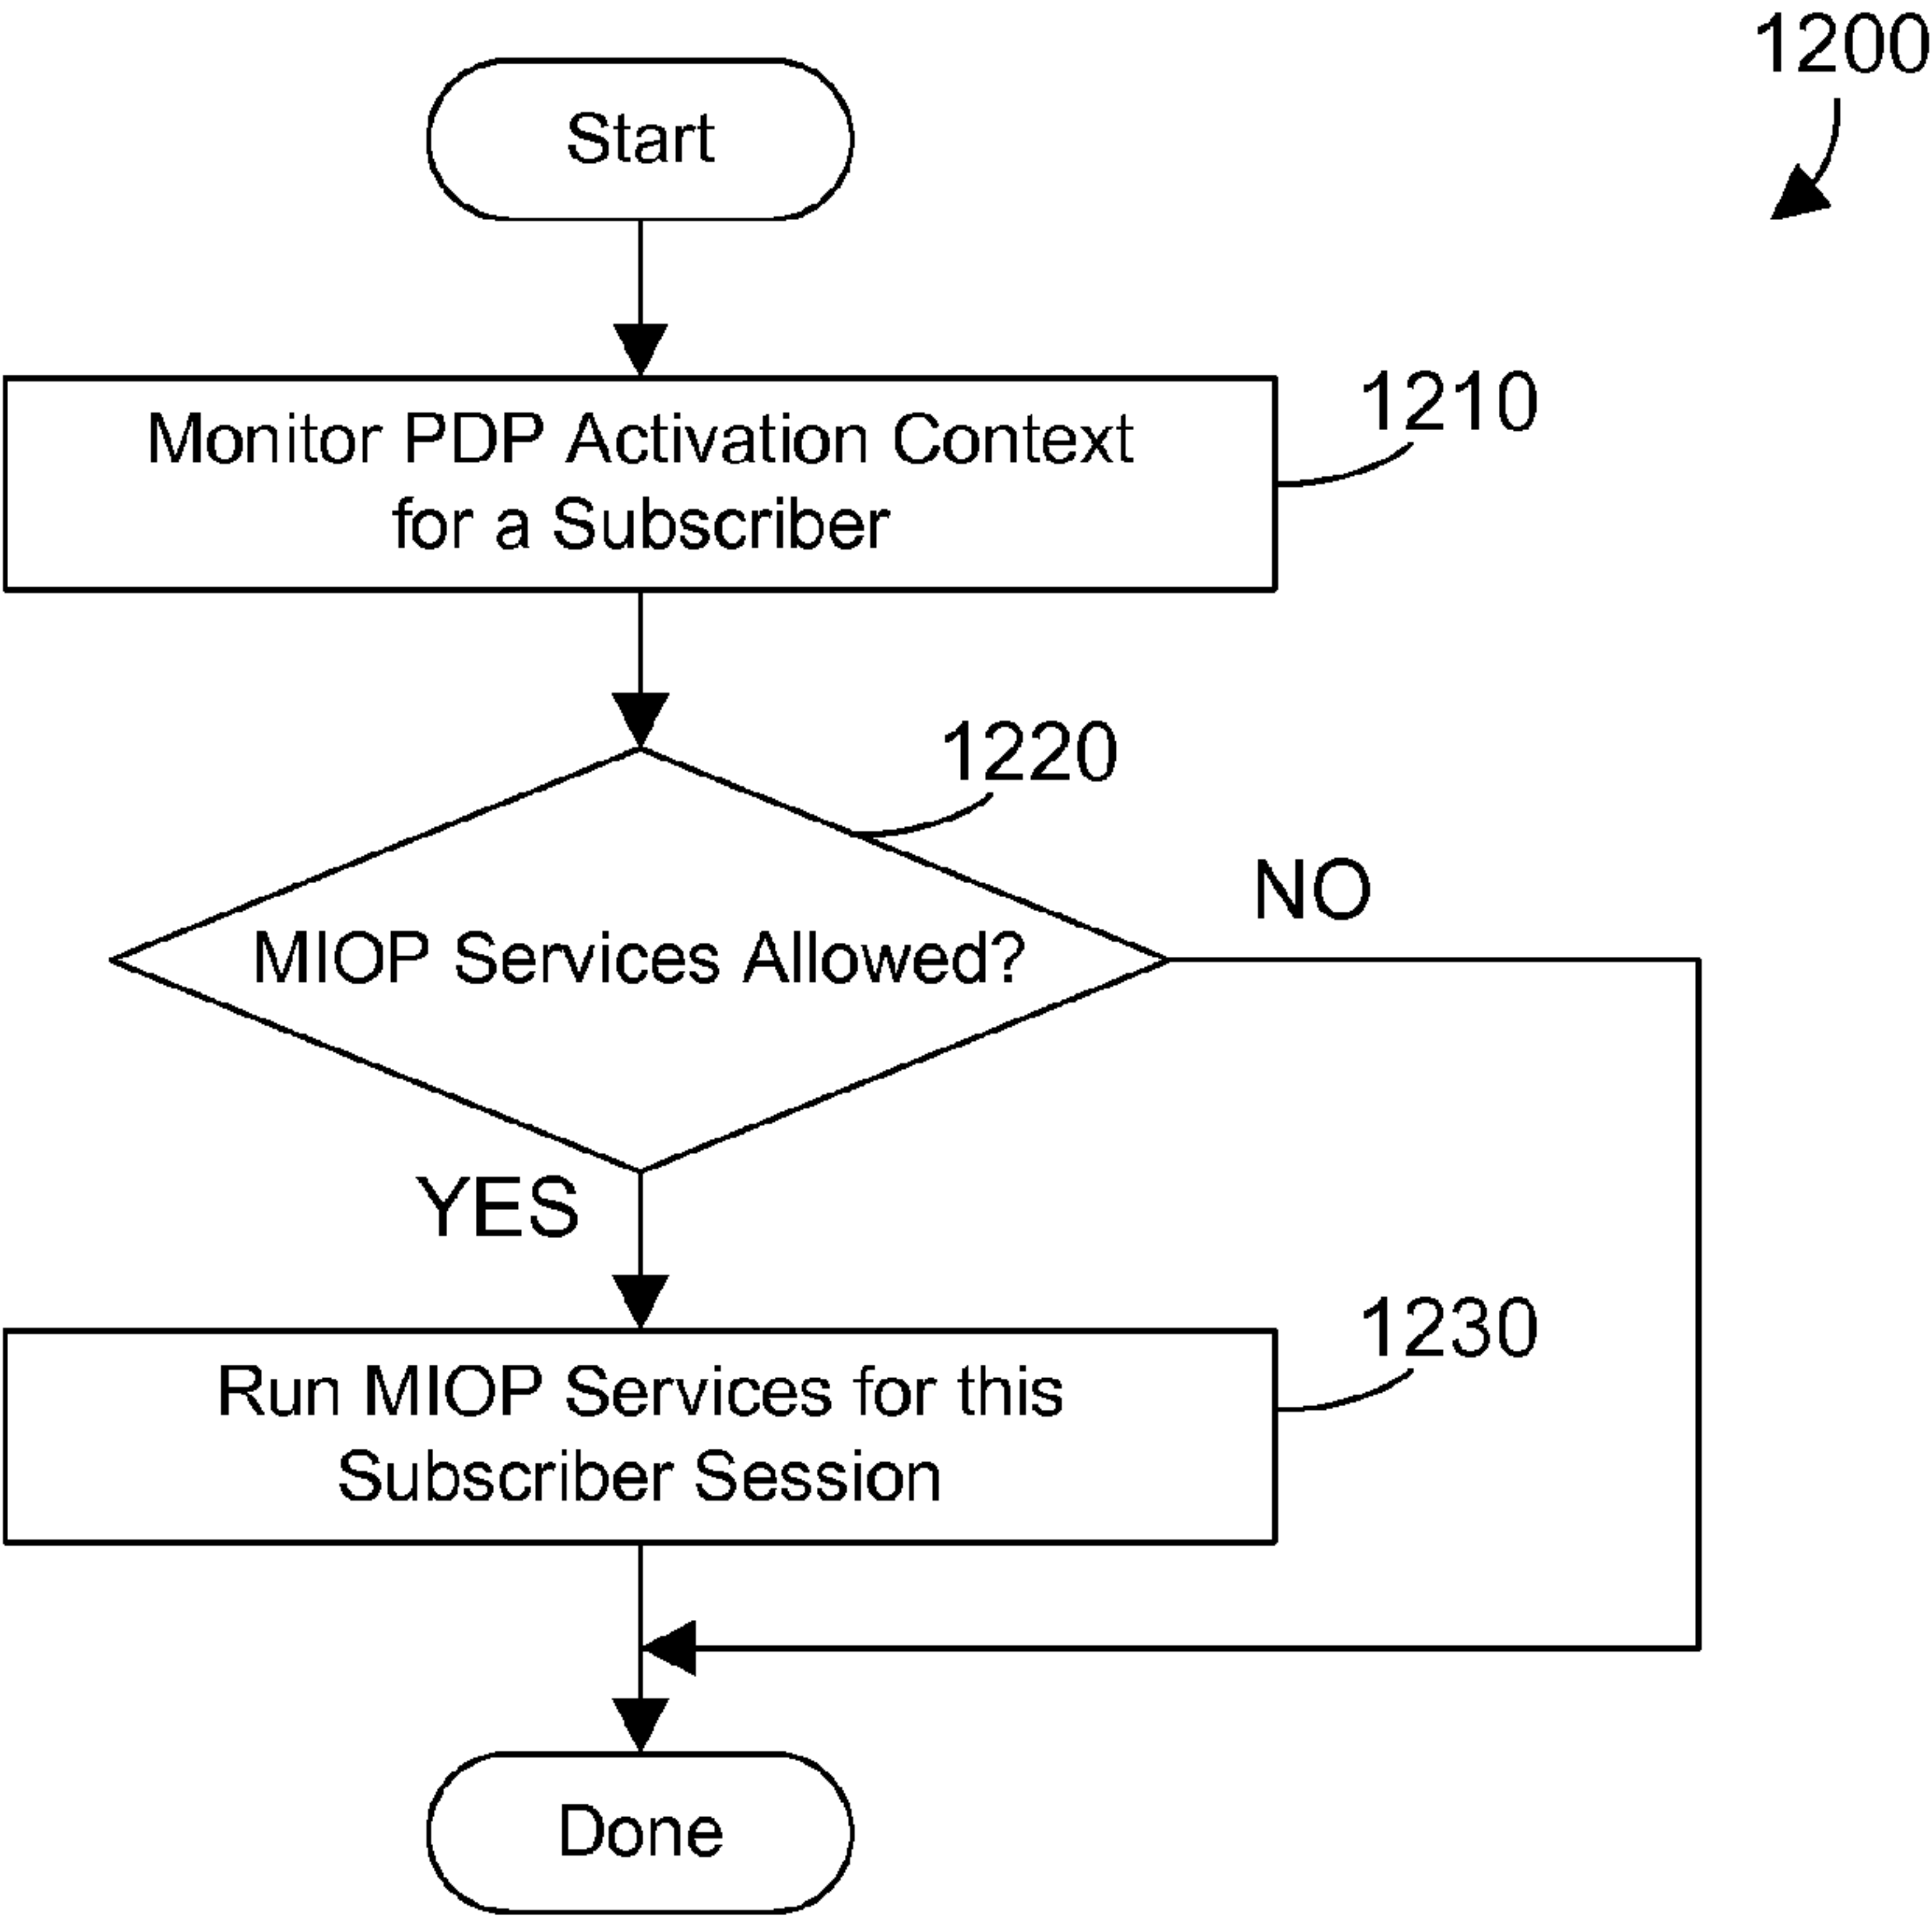 1200
Start
Monitor PDP Activation Context
for a Subscriber
1210
1220
MIOP Services Allowed?
NO
YES
Run MIOP Services for this
Subscriber Session
1230
Done